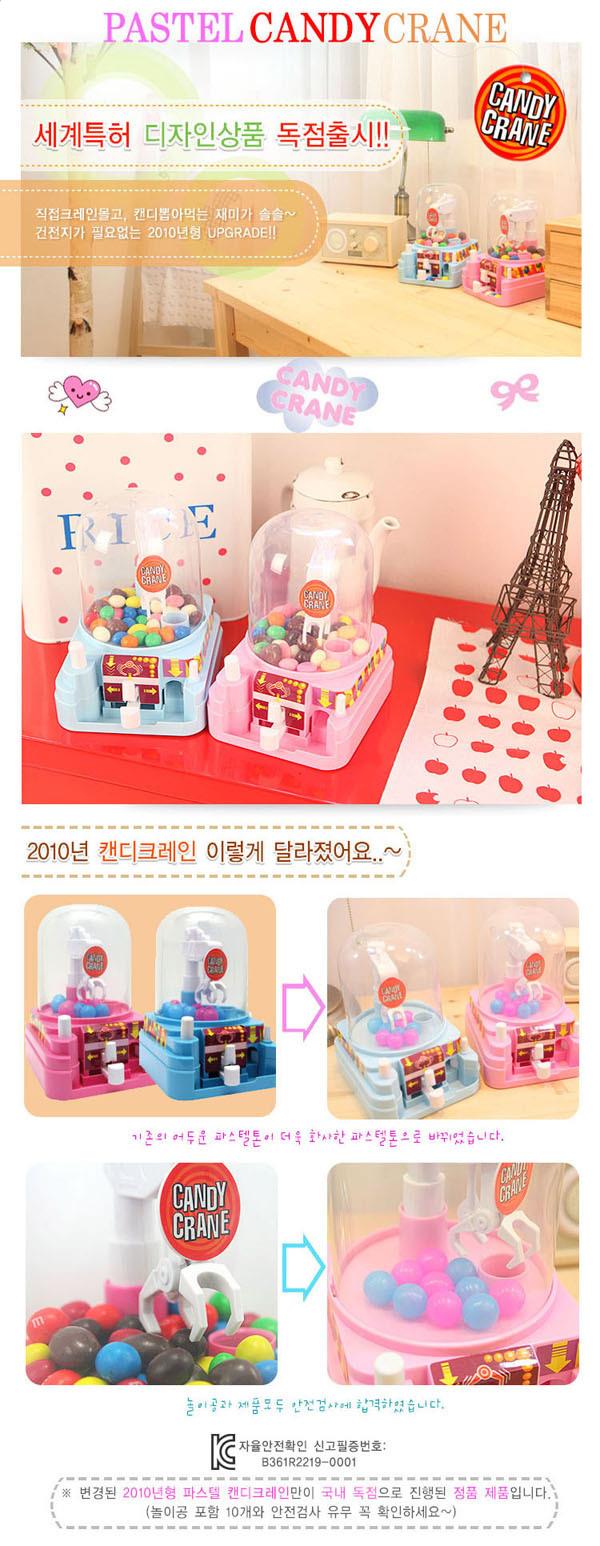 PASTEL CANDY CRANE
세계특허 디자인상품 독점출시!!
CANDY
CRANE
직접크레인몰고, 캔디뽑아먹는 재미가 솔솔~
건전지가 필요없는 2010년형 UPGRADE!!
CANDY
CRANE
RICE
CANDY
CRANE
CANDY
CRANE
2010년 캔디크레인 이렇게 달라졌어요..~
CANDY
CRANE
CANDY
CRANE
CANDY
CRANE
CANDY
CRANE
기존의 어두운 파스텔톤이 더욱 화사한 파스텔톤으로 바뀌었습니다.
CANDY
CRANE
CANDY
CRANE
m
놀이공과 제품모두 안전검사에 합격하였습니다.
자율안전확인 신고필증번호:
B361R2219-0001
※ 변경된 2010년형 파스텔 캔디크레인만이 국내 독점으로 진행된 정품 제품입니다.
(놀이공 포함 10개와 안전검사 유무 꼭 확인하세요~)